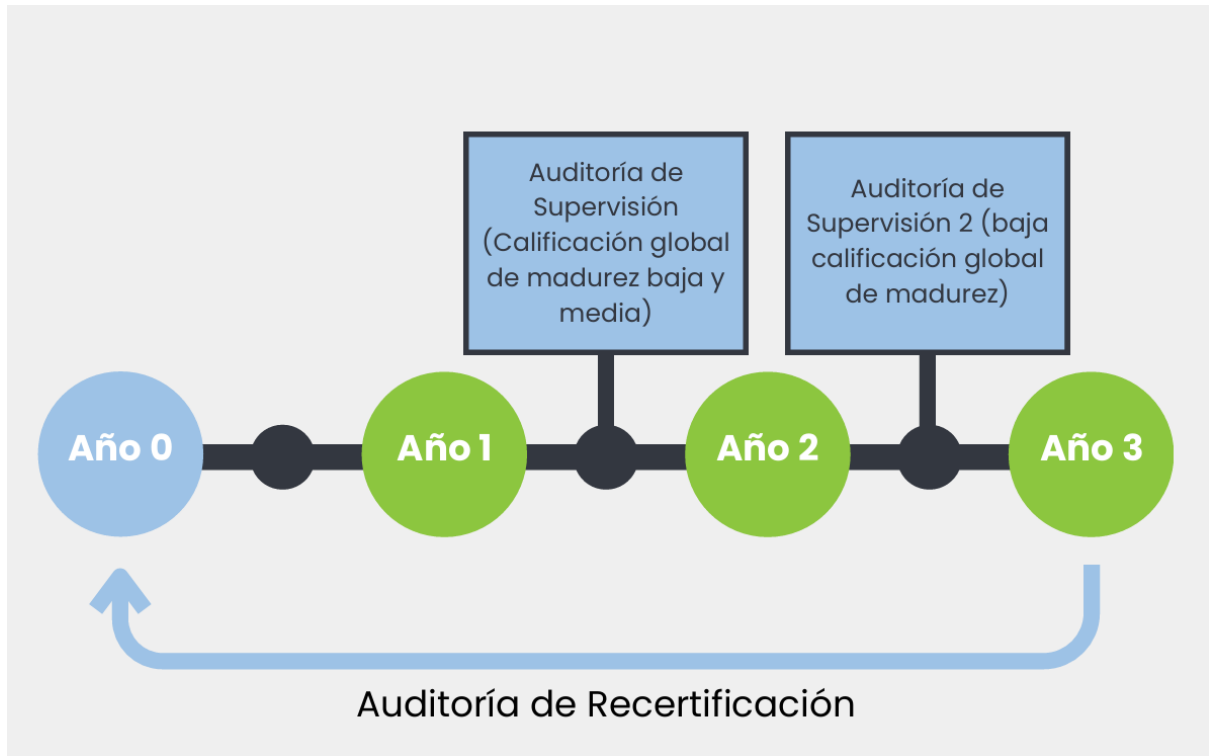 Auditoría de
Supervisión
(Calificación global
de madurez baja y
media)
Auditoría de
Supervisión 2 (baja
calificación global
de madurez)
Año 0
Año 1
Año 2
Año 3
Auditoría de Recertificación